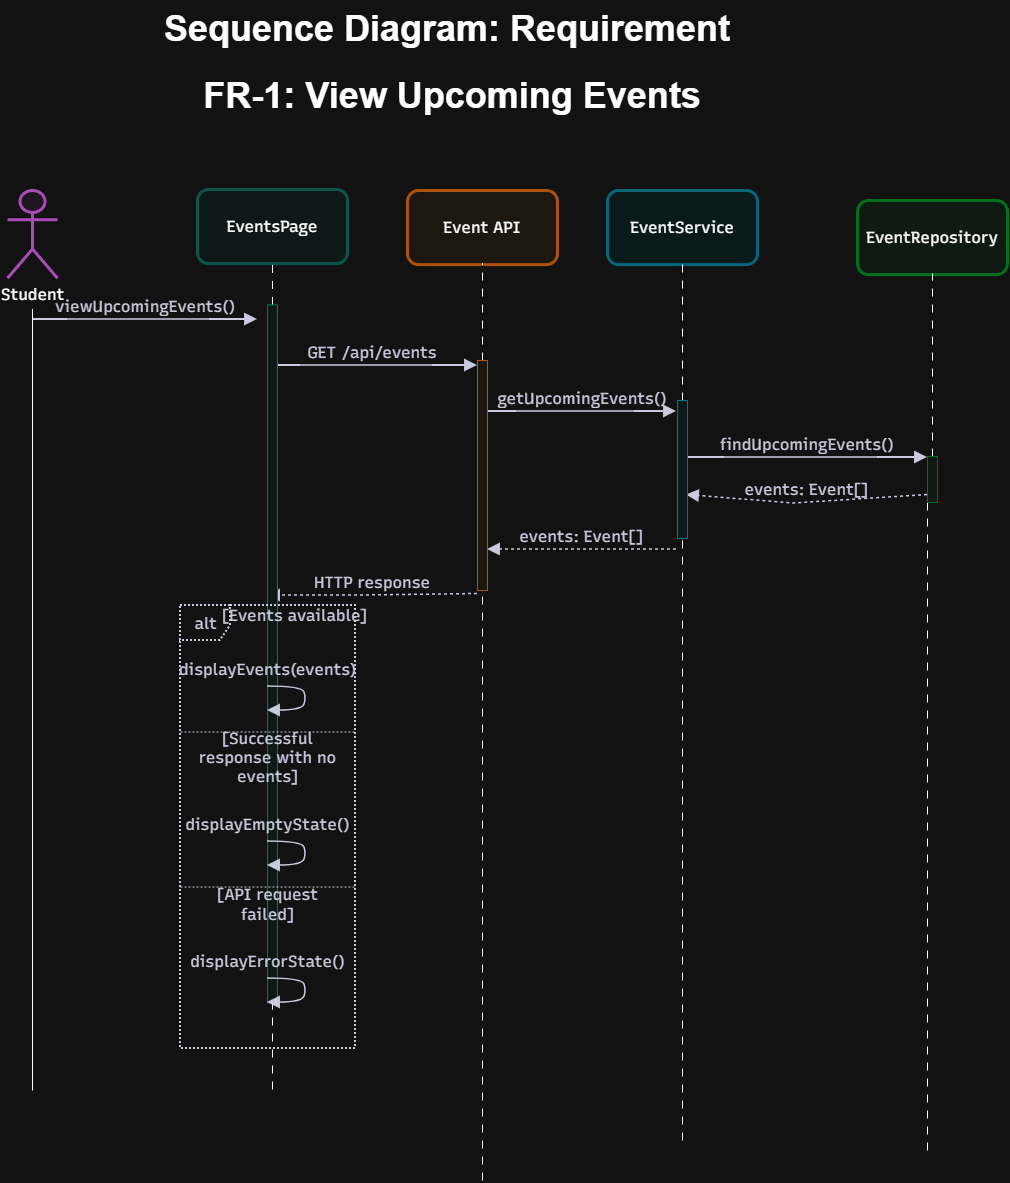 Sequence Diagram: Requirement
FR-1: View Upcoming Events
EventsPage
Event API
EventService
EventRepository
Student
viewUpcomingEvents()
GET /api/events
getUpcomingEvents()
findUpcomingEvents()
events: Event[]
events: Event[]
HTTP response
alt
[Events available]
displayEvents(events)
[Successful
response with no
events]
displayEmptyState()
[API request
failed]
displayErrorState()